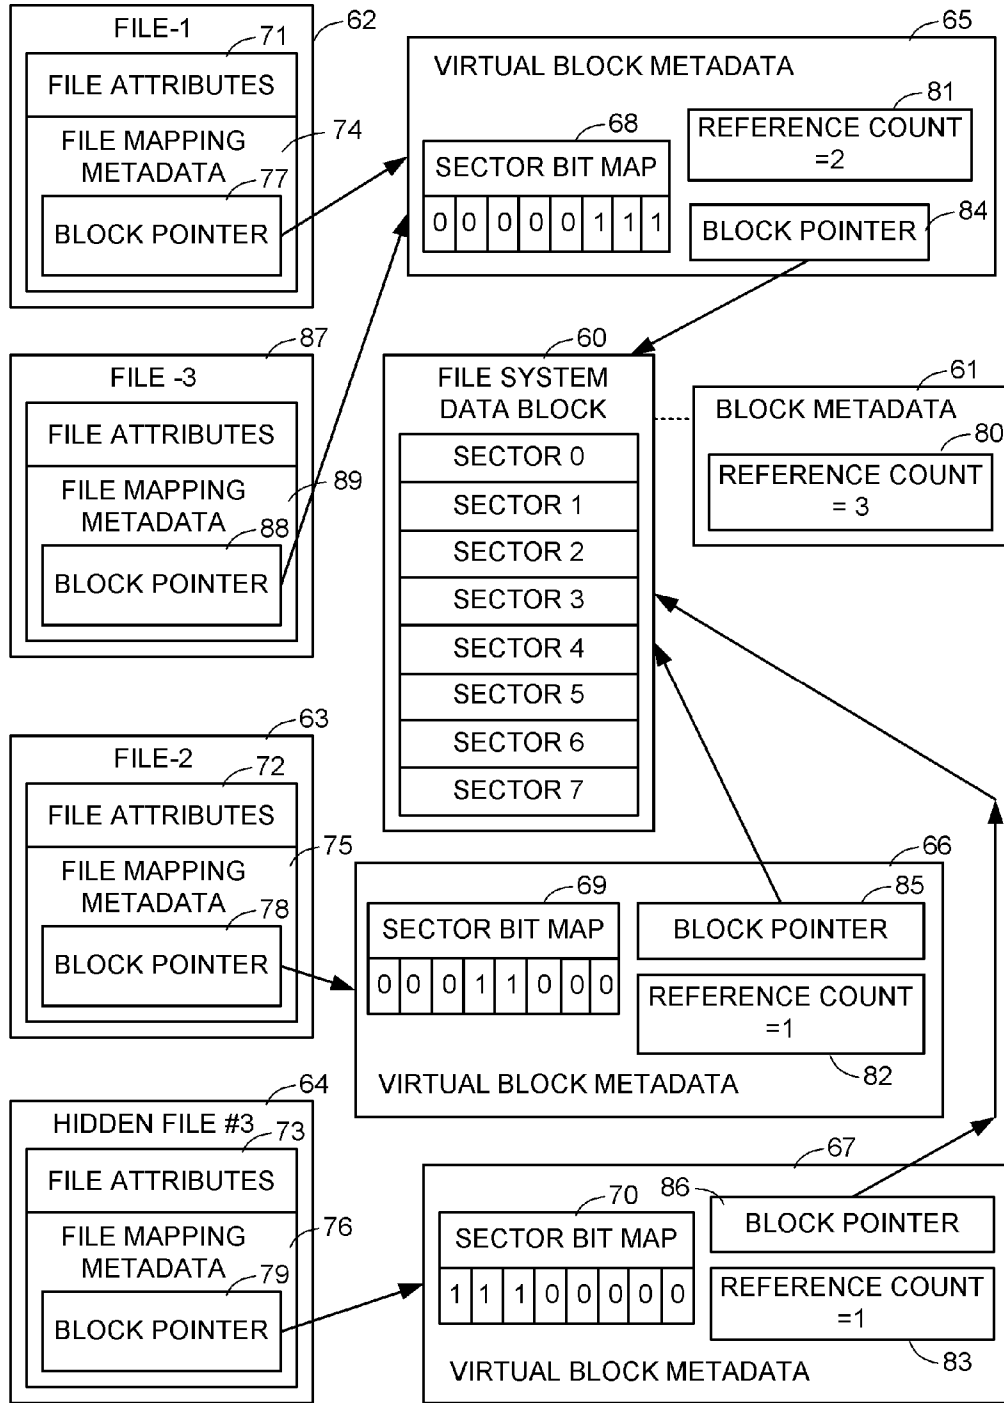 FILE-1
62
71
FILE ATTRIBUTES
FILE MAPPING
METADATA
74
77
BLOCK POINTER
65
VIRTUAL BLOCK METADATA
68
SECTOR BIT MAP
0 0 0 0 0 1 1 1
81
REFERENCE COUNT
=2
84
BLOCK POINTER
87
FILE -3
FILE ATTRIBUTES
FILE MAPPING
METADATA
89
88
BLOCK POINTER
60
FILE SYSTEM
DATA BLOCK
SECTOR 0
SECTOR 1
SECTOR 2
SECTOR 3
SECTOR 4
SECTOR 5
SECTOR 6
SECTOR 7
61
BLOCK METADATA
80
REFERENCE COUNT
= 3
63
FILE-2
72
FILE ATTRIBUTES
FILE MAPPING
METADATA
75
78
BLOCK POINTER
66
69
SECTOR BIT MAP
0 0 0 1 1 0 0 0
85
BLOCK POINTER
REFERENCE COUNT
=1
82
VIRTUAL BLOCK METADATA
64
HIDDEN FILE #3
73
FILE ATTRIBUTES
FILE MAPPING
METADATA
76
79
BLOCK POINTER
67
70
SECTOR BIT MAP
1 1 1 0 0 0 0 0
86
BLOCK POINTER
REFERENCE COUNT
=1
83
VIRTUAL BLOCK METADATA